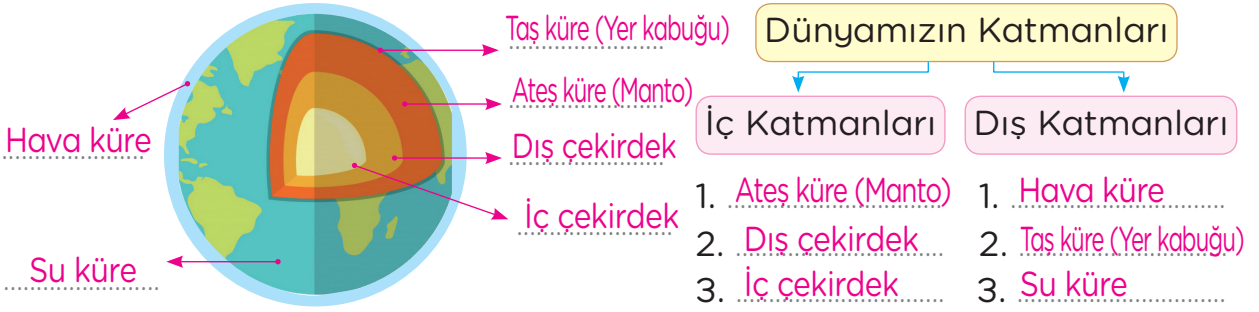 Taş küre (Yer kabuğu)
Ateş küre (Manto)
Hava küre
Dış çekirdek
İç çekirdek
Su küre
Dünyamızın Katmanları
İç Katmanları
1. Ateş küre (Manto)
2. Dış çekirdek
3. İç çekirdek
Dış Katmanları
1. Hava küre
2. Taş küre (Yer kabuğu)
3. Su küre